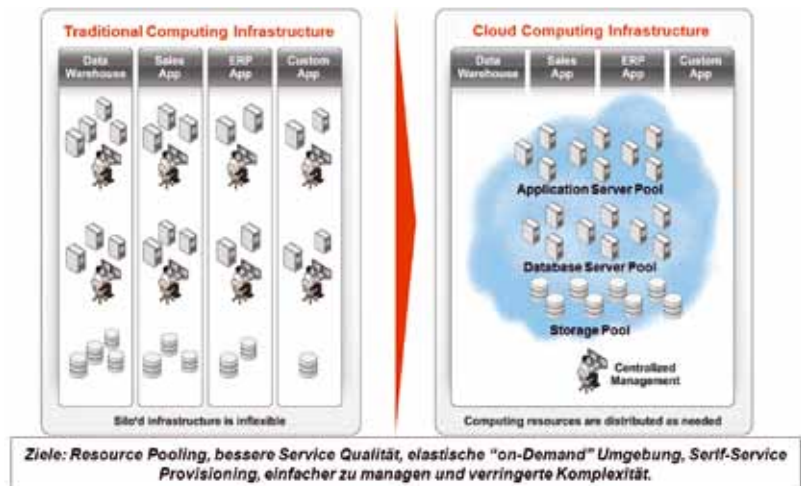 Traditional Computing Infrastructure
Data Warehouse
Sales App
ERP App
Custom App
Silo'd infrastructure is inflexible
Cloud Computing Infrastructure
Data Warehouse
Sales App
ERP App
Custom App
Application Server Pool
Database Server Pool
Storage Pool
Centralized
Management
Computing resources are distributed as needed
Ziele: Resource Pooling, bessere Service Qualität, elastische "on-Demand" Umgebung, Serlf-Service
Provisioning, einfacher zu managen und verringerte Komplexität.